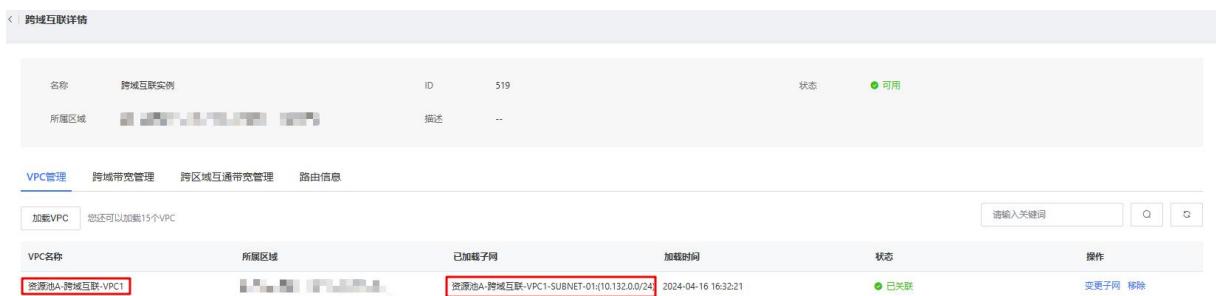 跨域互联详情
名称 跨域互联实例 ID 519 状态 可用
所属区域 描述 --
VPC管理 跨域带宽管理 跨区域互通带宽管理 路由信息
加载VPC 您还可以加载15个VPC 请输入关键词
VPC名称 所属区域 已加载子网 加载时间 状态 操作
资源池A-跨域互联-VPC1 资源池A-跨域互联-VPC1-SUBNET-01:(10.132.0.0/24) 2024-04-16 16:32:21 已关联 变更子网 移除